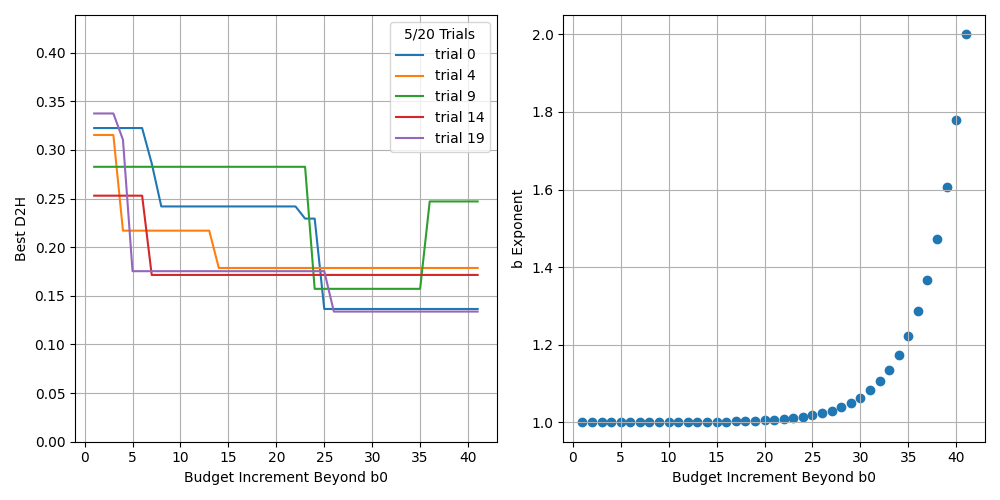 5/20 Trials
trial 0
trial 4
trial 9
trial 14
trial 19
0.40
0.35
0.30
0.25
0.20
0.15
0.10
0.05
0.00
Best D2H
0 5 10 15 20 25 30 35 40
Budget Increment Beyond b0
2.0
1.8
1.6
1.4
1.2
1.0
b Exponent
0 5 10 15 20 25 30 35 40
Budget Increment Beyond b0